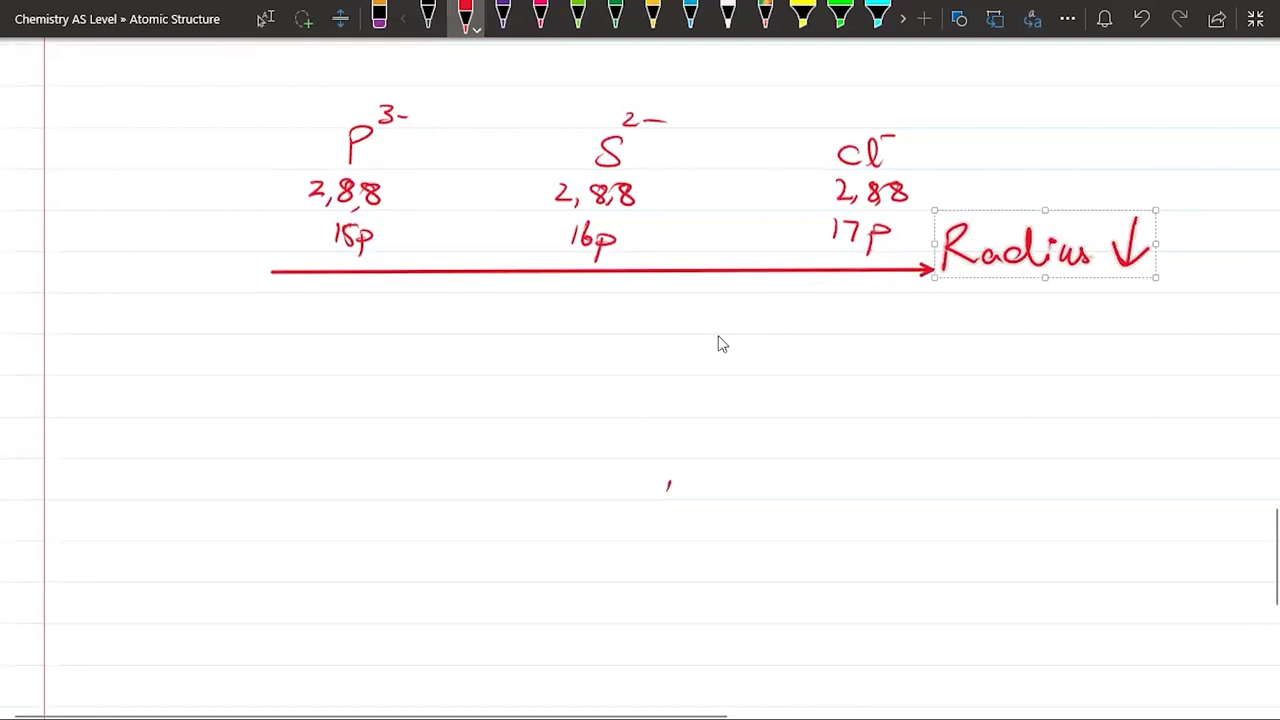 Chemistry AS Level » Atomic Structure
P³⁻ S²⁻ Cl⁻
2,8,8 2,8,8 2,8,8
15p 16p 17p
Radius ↓